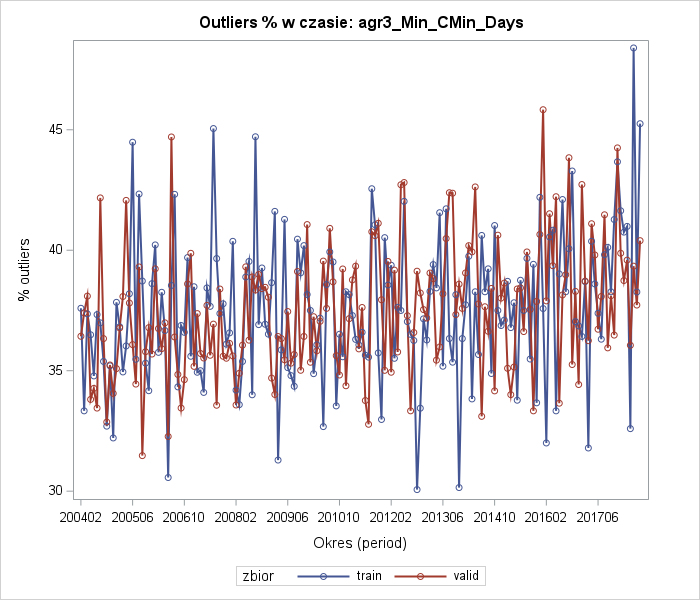 Outliers % w czasie: agr3_Min_CMin_Days
% outliers
45
40
35
30
200402 200506 200610 200802 200906 201010 201202 201306 201410 201602 201706
Okres (period)
zbior train valid